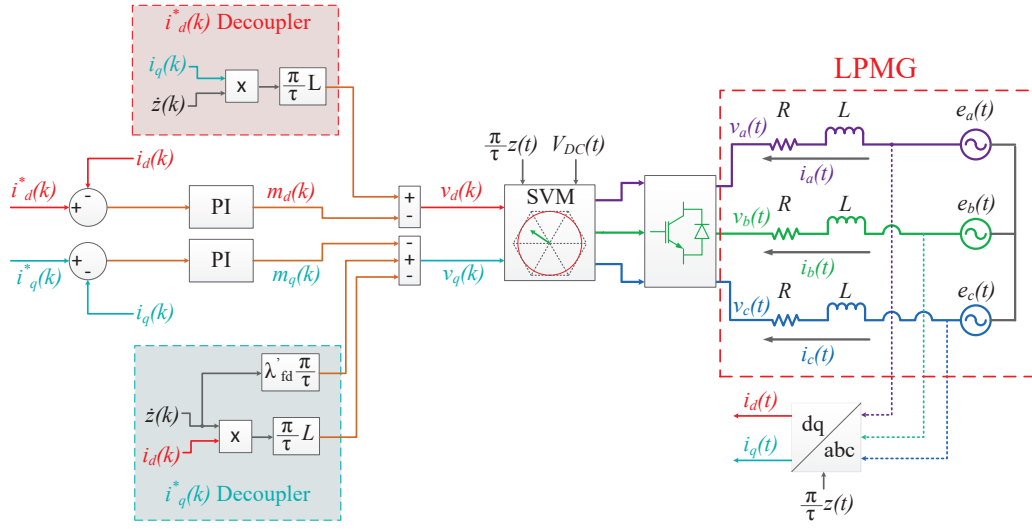 i*d(k) Decoupler
iq(k)
ż(k)
x
π/τ L
id(k)
i*d(k)
+
-
PI
md(k)
+
-
vd(k)
i*q(k)
+
-
PI
mq(k)
-
+
-
vq(k)
iq(k)
λ'fd π/τ
ż(k)
id(k)
x
π/τ L
i*q(k) Decoupler
π/τ z(t)
VDC(t)
SVM
LPMG
va(t)
R
L
ea(t)
ia(t)
vb(t)
R
L
eb(t)
ib(t)
vc(t)
R
L
ec(t)
ic(t)
id(t)
iq(t)
dq
abc
π/τ z(t)